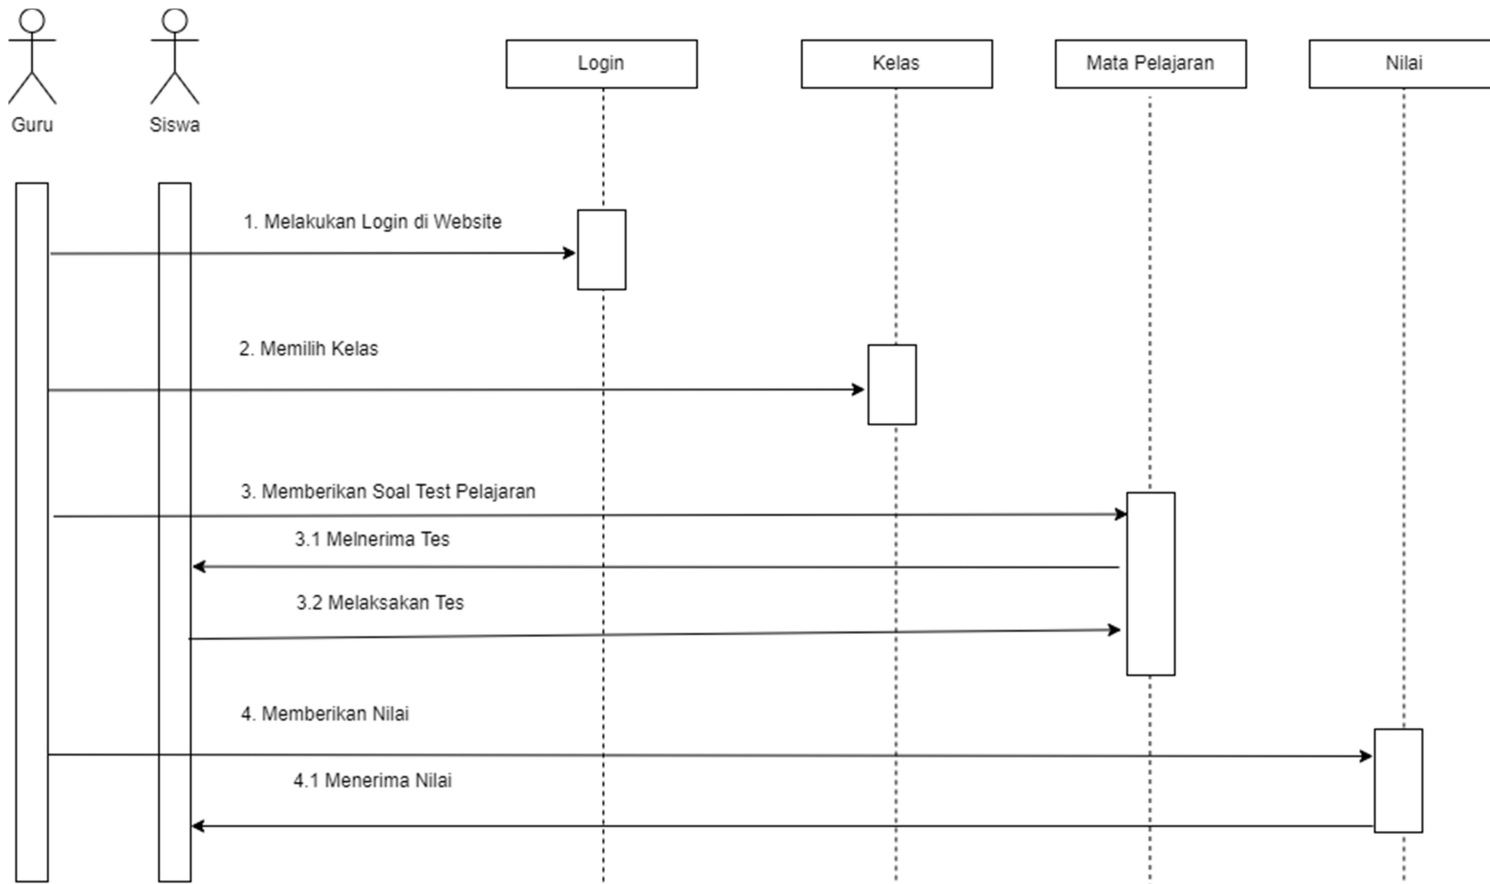 Guru
Siswa
Login
Kelas
Mata Pelajaran
Nilai
1. Melakukan Login di Website
2. Memilih Kelas
3. Memberikan Soal Test Pelajaran
3.1 Melnerima Tes
3.2 Melaksakan Tes
4. Memberikan Nilai
4.1 Menerima Nilai